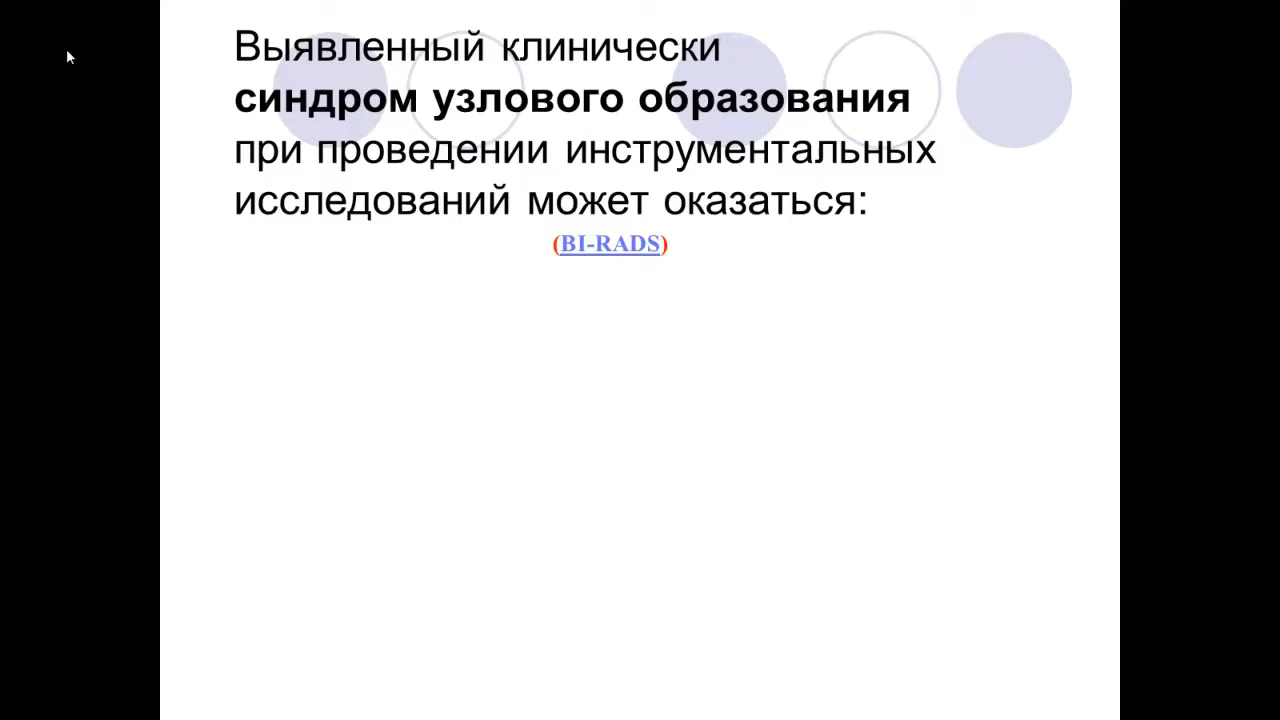 Выявленный клинически
синдром узлового образования
при проведении инструментальных
исследований может оказаться:
(BI-RADS)